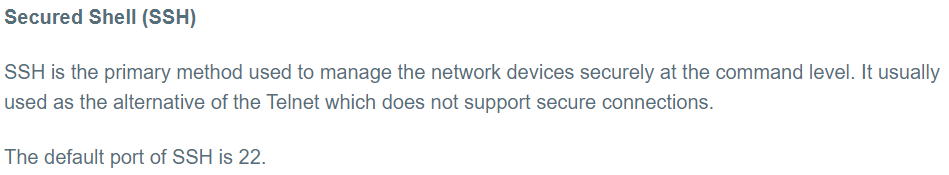 Secured Shell (SSH)
SSH is the primary method used to manage the network devices securely at the command level. It usually
used as the alternative of the Telnet which does not support secure connections.
The default port of SSH is 22.